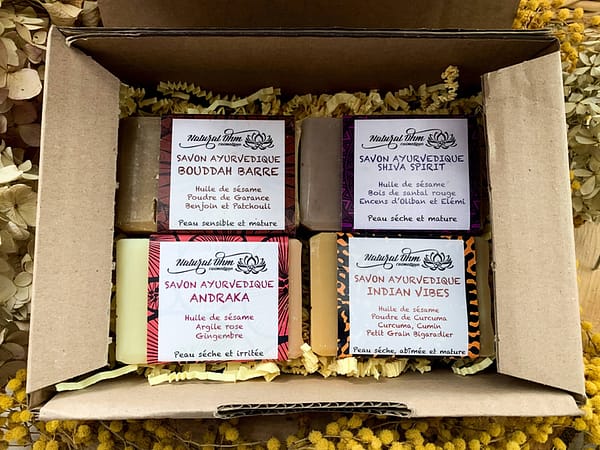 Natural Ohm
cosmétique
SAVON AYURVEDIQUE
BOUDDAH BARRE
Huile de sésame
Poudre de Garance
Benjoin et Patchouli
Peau sensible et mature
Natural Ohm
cosmétique
SAVON AYURVEDIQUE
SHIVA SPIRIT
Huile de sésame
Bois de santal rouge
Encens d'Oliban et Elémi
Peau séche et mature
Natural Ohm
cosmétique
SAVON AYURVEDIQUE
ANDRAKA
Huile de sésame
Argile rose
Gingembre
Peau séche et irritée
Natural Ohm
cosmétique
SAVON AYURVEDIQUE
INDIAN VIBES
Huile de sésame
Poudre de Curcuma
Curcuma, Cumin
Petit Grain Bigaradier
Peau séche, abîmée et mature